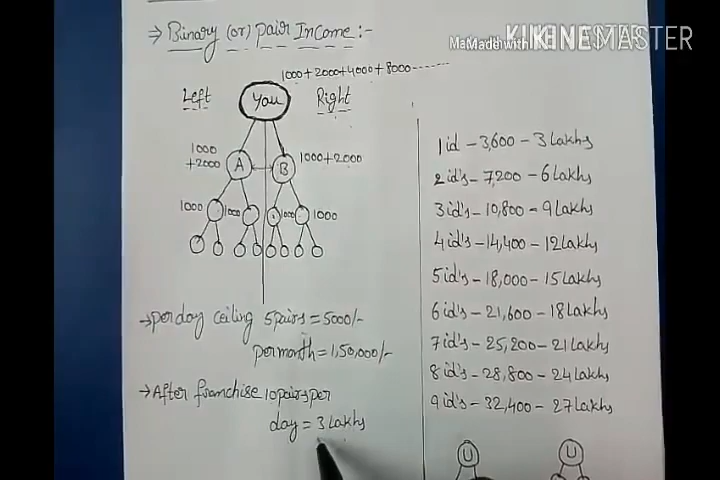 ⇒ Binary (or) pair Income :-
Made with KINEMASTER
1000+2000+4000+8000-------
Left
You
Right
1000
+2000
A
B
1000+2000
1000
1000
1000
1000
→ per day ceiling 5 pairs = 5000/-
per month = 1,50,000/-
→ After franchise 10 pairs per
day = 3 Lakhs
1 id - 3,600 - 3 Lakhs
2 id's - 7,200 - 6 Lakhs
3 id's - 10,800 - 9 Lakhs
4 id's - 14,400 - 12 Lakhs
5 id's - 18,000 - 15 Lakhs
6 id's - 21,600 - 18 Lakhs
7 id's - 25,200 - 21 Lakhs
8 id's - 28,800 - 24 Lakhs
9 id's - 32,400 - 27 Lakhs
U
U